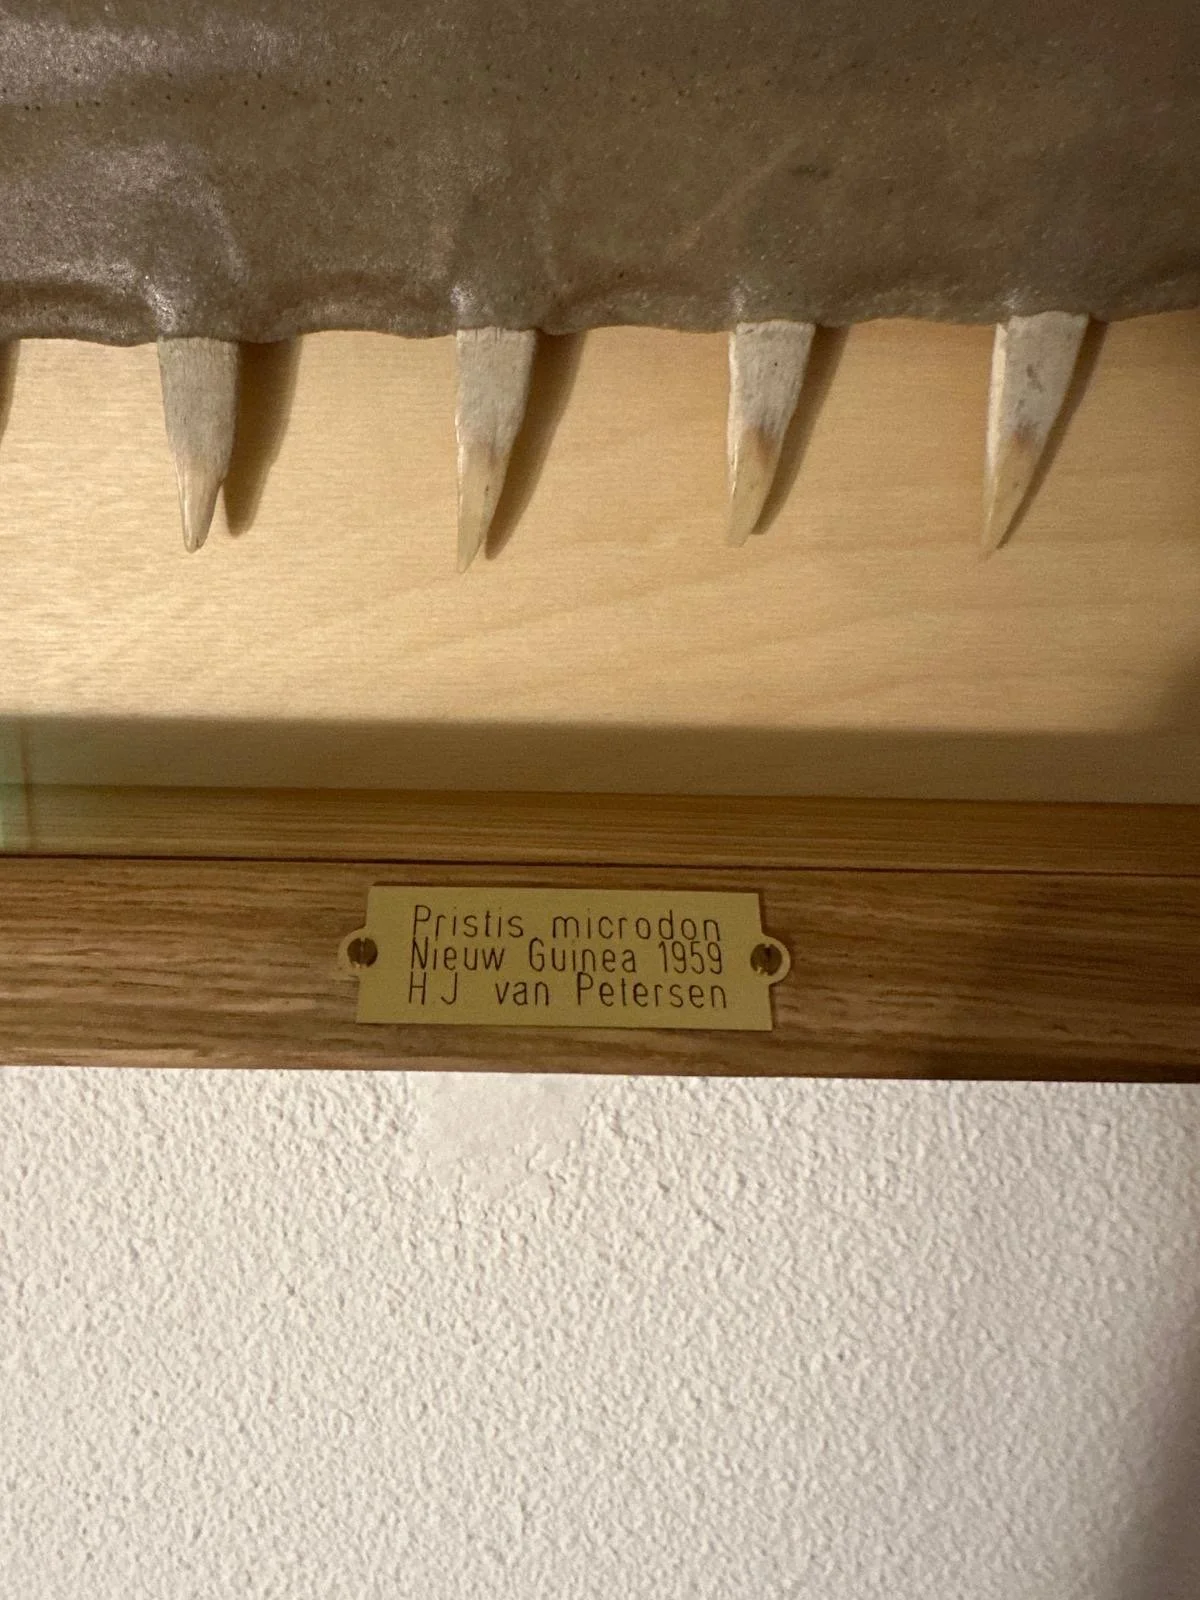 Pristis microdon
Nieuw Guinea 1959
H J van Petersen